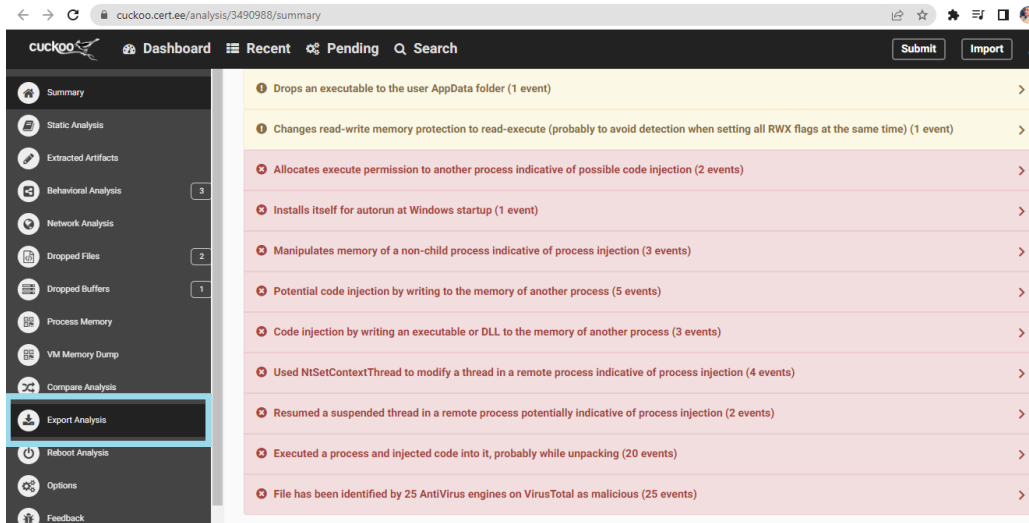 cuckoo.cert.ee/analysis/3490988/summary
cuckoo Dashboard Recent Pending Search Submit Import
Summary
Static Analysis
Extracted Artifacts
Behavioral Analysis 3
Network Analysis
Dropped Files 2
Dropped Buffers 1
Process Memory
VM Memory Dump
Compare Analysis
Export Analysis
Reboot Analysis
Options
Feedback
Drops an executable to the user AppData folder (1 event)
Changes read-write memory protection to read-execute (probably to avoid detection when setting all RWX flags at the same time) (1 event)
Allocates execute permission to another process indicative of possible code injection (2 events)
Installs itself for autorun at Windows startup (1 event)
Manipulates memory of a non-child process indicative of process injection (3 events)
Potential code injection by writing to the memory of another process (5 events)
Code injection by writing an executable or DLL to the memory of another process (3 events)
Used NtSetContextThread to modify a thread in a remote process indicative of process injection (4 events)
Resumed a suspended thread in a remote process potentially indicative of process injection (2 events)
Executed a process and injected code into it, probably while unpacking (20 events)
File has been identified by 25 AntiVirus engines on VirusTotal as malicious (25 events)